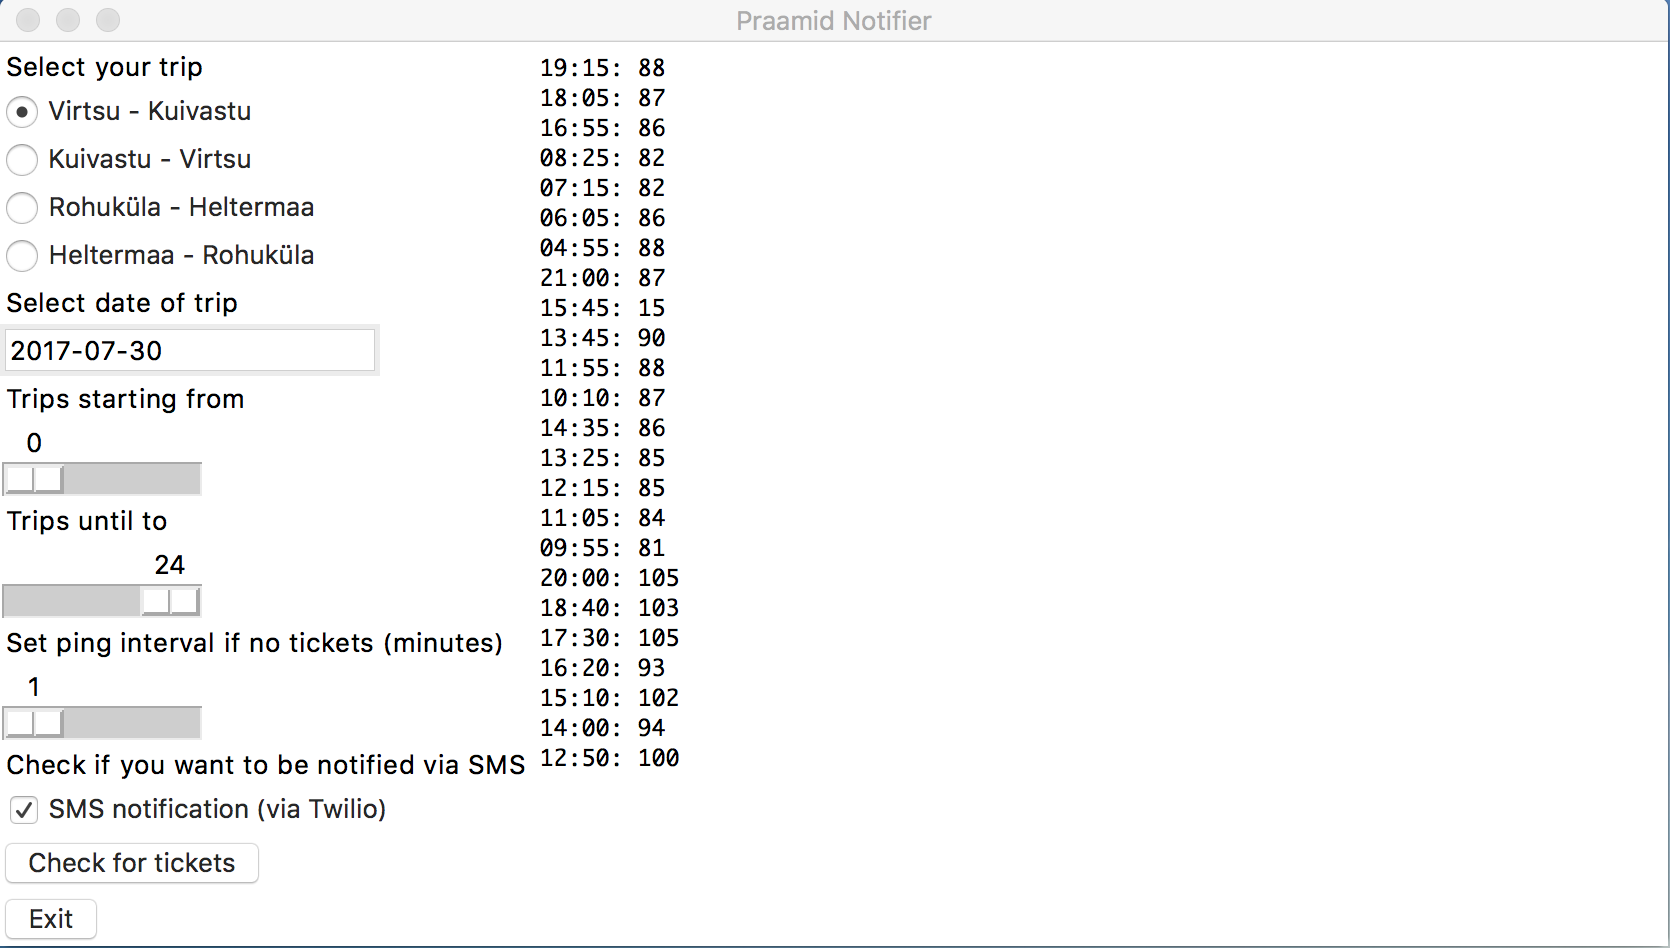 Praamid Notifier
Select your trip
Virtsu - Kuivastu
Kuivastu - Virtsu
Rohuküla - Heltermaa
Heltermaa - Rohuküla
Select date of trip
2017-07-30
Trips starting from
0
Trips until to
24
Set ping interval if no tickets (minutes)
1
Check if you want to be notified via SMS
SMS notification (via Twilio)
Check for tickets
Exit
19:15: 88
18:05: 87
16:55: 86
08:25: 82
07:15: 82
06:05: 86
04:55: 88
21:00: 87
15:45: 15
13:45: 90
11:55: 88
10:10: 87
14:35: 86
13:25: 85
12:15: 85
11:05: 84
09:55: 81
20:00: 105
18:40: 103
17:30: 105
16:20: 93
15:10: 102
14:00: 94
12:50: 100